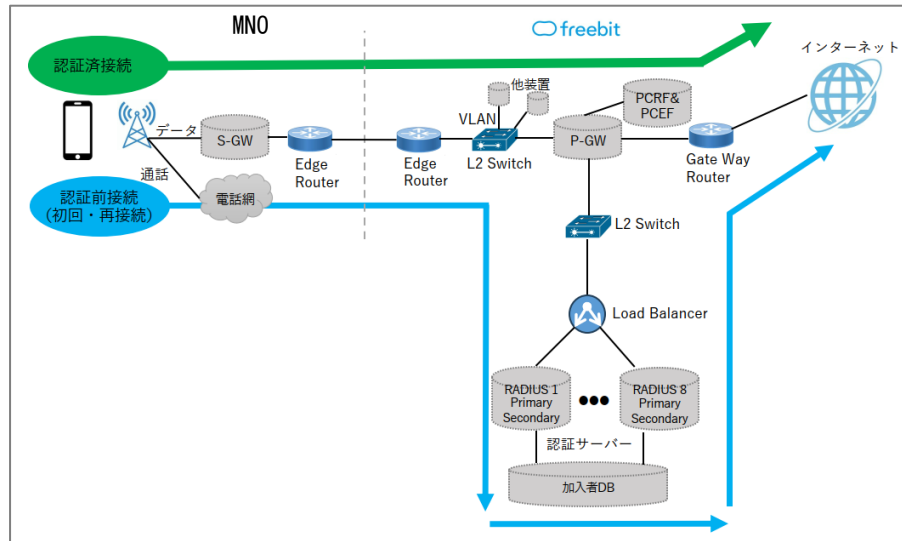 MNO
freebit
認証済接続
インターネット
他装置
PCRF&
PCEF
VLAN
データ
S-GW
P-GW
Edge
Router
Edge
Router
L2 Switch
Gate Way
Router
通話
認証前接続
(初回・再接続)
電話網
L2 Switch
Load Balancer
RADIUS 1
Primary
Secondary
RADIUS 8
Primary
Secondary
認証サーバー
加入者DB